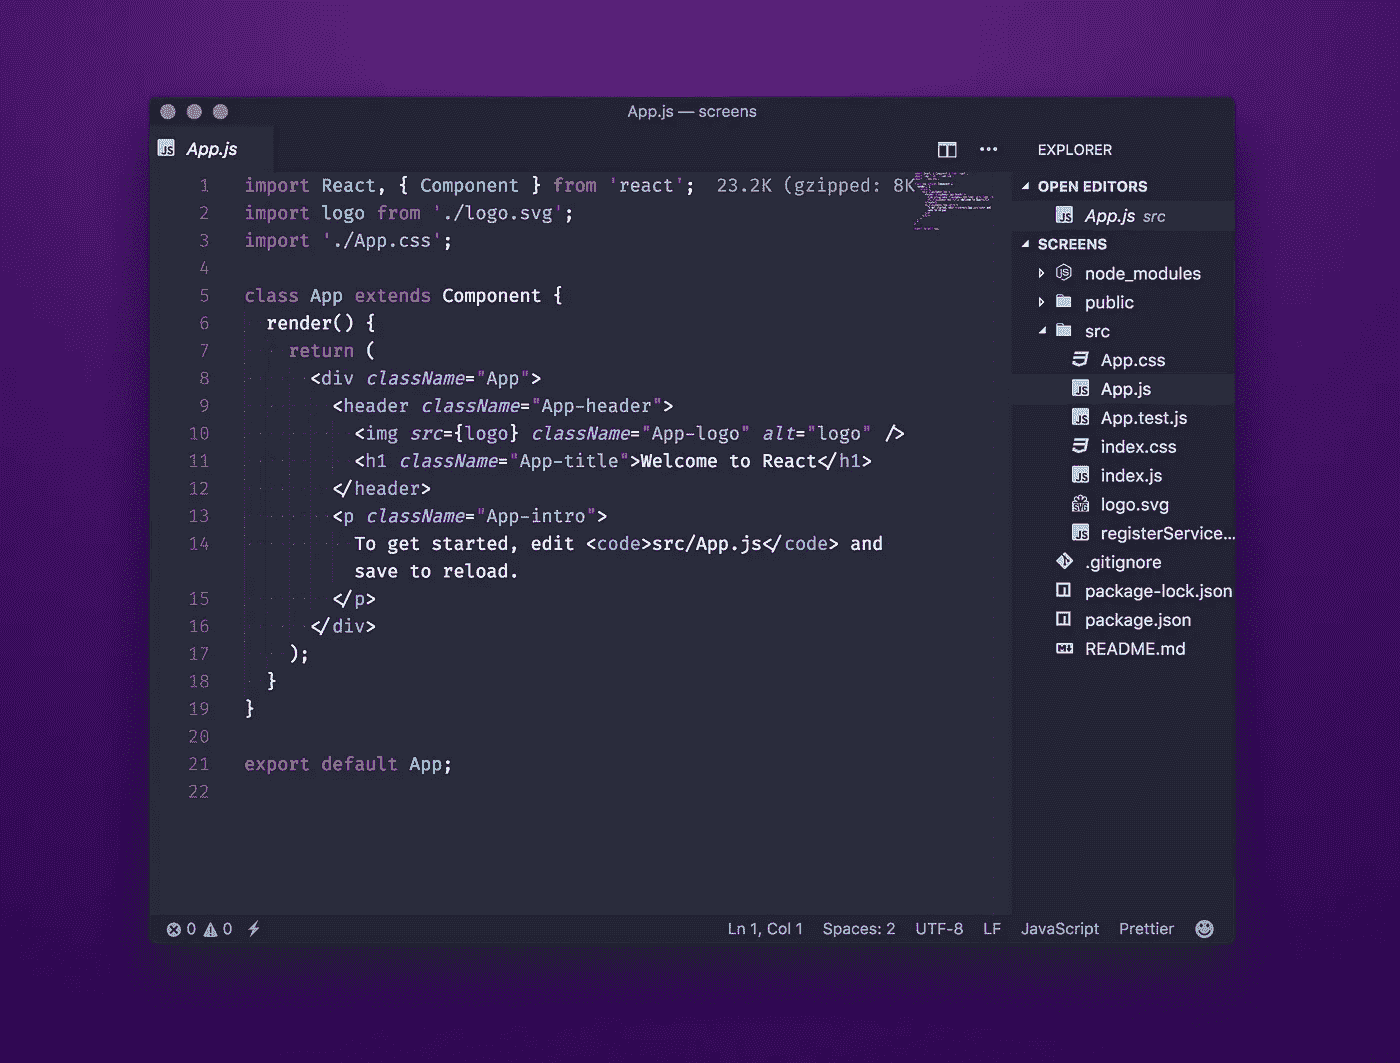 App.js — screens
App.js
1 import React, { Component } from 'react'; 23.2K (gzipped: 8K
2 import logo from './logo.svg';
3 import './App.css';
4
5 class App extends Component {
6 render() {
7 return (
8 <div className="App">
9 <header className="App-header">
10 <img src={logo} className="App-logo" alt="logo" />
11 <h1 className="App-title">Welcome to React</h1>
12 </header>
13 <p className="App-intro">
14 To get started, edit <code>src/App.js</code> and
save to reload.
15 </p>
16 </div>
17 );
18 }
19 }
20
21 export default App;
22
EXPLORER
OPEN EDITORS
JS App.js src
SCREENS
node_modules
public
src
App.css
JS App.js
JS App.test.js
index.css
JS index.js
SVG logo.svg
JS registerService...
.gitignore
package-lock.json
package.json
README.md
0 0 Ln 1, Col 1 Spaces: 2 UTF-8 LF JavaScript Prettier